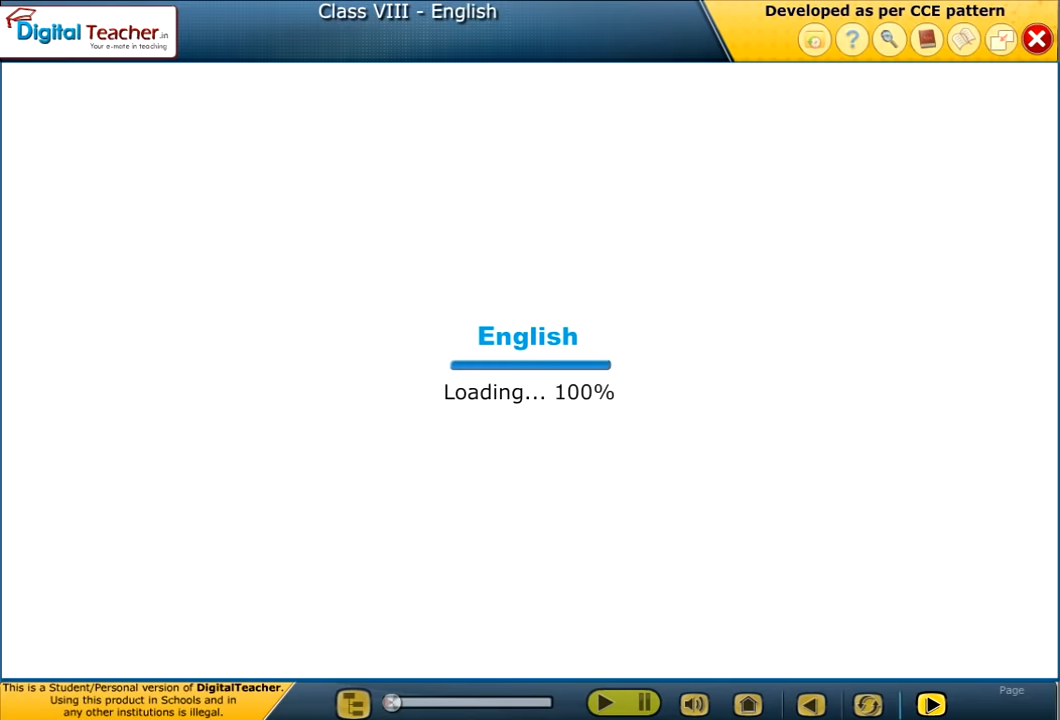 Digital Teacher.in
Your e-mate in teaching
Class VIII - English
Developed as per CCE pattern
English
Loading... 100%
This is a Student/Personal version of DigitalTeacher.
Using this product in Schools and in
any other institutions is illegal.
Page